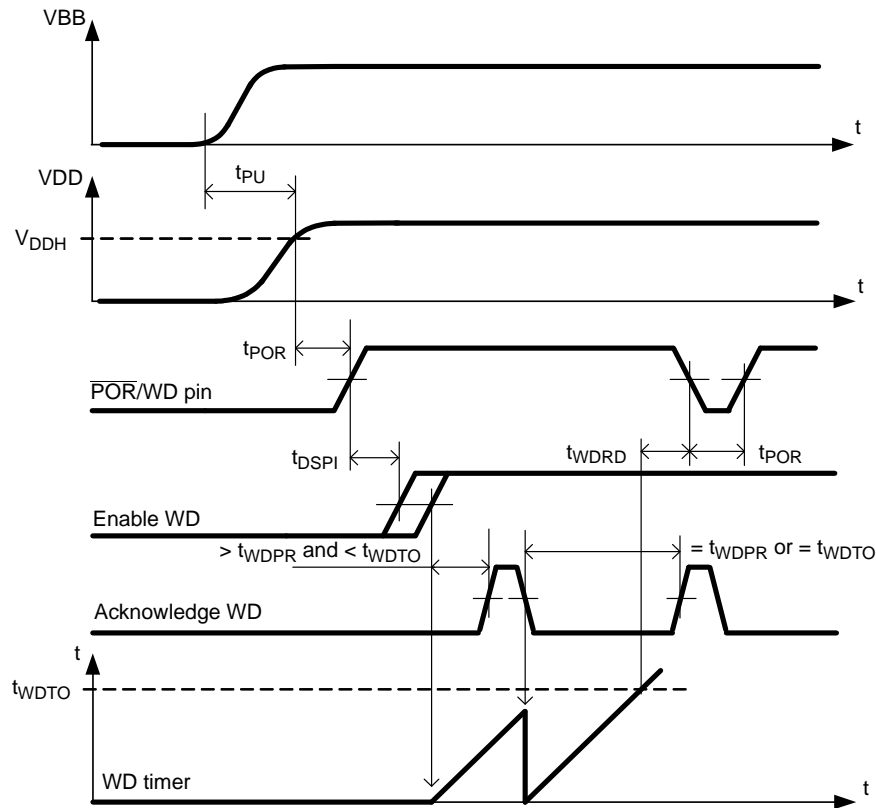 VBB
t
tPU
VDD
VDDH
t
tPOR
POR/WD pin
tDSPI
tWDRD
tPOR
Enable WD
> tWDPR and < tWDTO
= tWDPR or = tWDTO
Acknowledge WD
t
tWDTO
WD timer
t